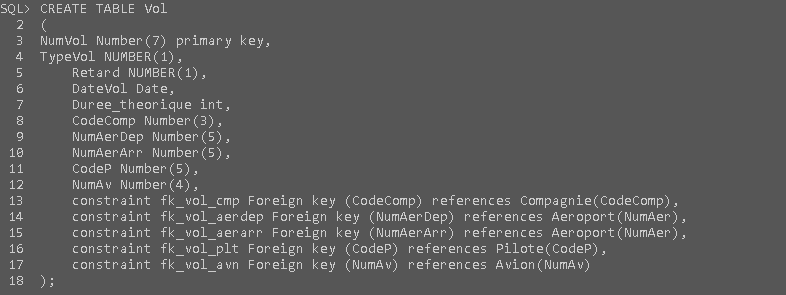 SQL> CREATE TABLE Vol
  2  (
  3  NumVol Number(7) primary key,
  4  TypeVol NUMBER(1),
  5      Retard NUMBER(1),
  6      DateVol Date,
  7      Duree_theorique int,
  8      CodeComp Number(3),
  9      NumAerDep Number(5),
 10      NumAerArr Number(5),
 11      CodeP Number(5),
 12      NumAv Number(4),
 13      constraint fk_vol_cmp Foreign key (CodeComp) references Compagnie(CodeComp),
 14      constraint fk_vol_aerdep Foreign key (NumAerDep) references Aeroport(NumAer),
 15      constraint fk_vol_aerarr Foreign key (NumAerArr) references Aeroport(NumAer),
 16      constraint fk_vol_plt Foreign key (CodeP) references Pilote(CodeP),
 17      constraint fk_vol_avn Foreign key (NumAv) references Avion(NumAv)
 18  );